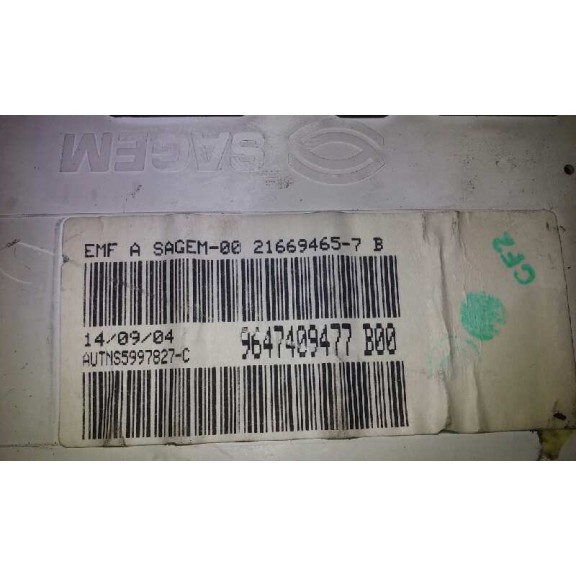 SAGEM
EMF A SAGEM-00 21669465-7 B
14/09/04
9647409477 B00
AUTNS5997827-C
CF2